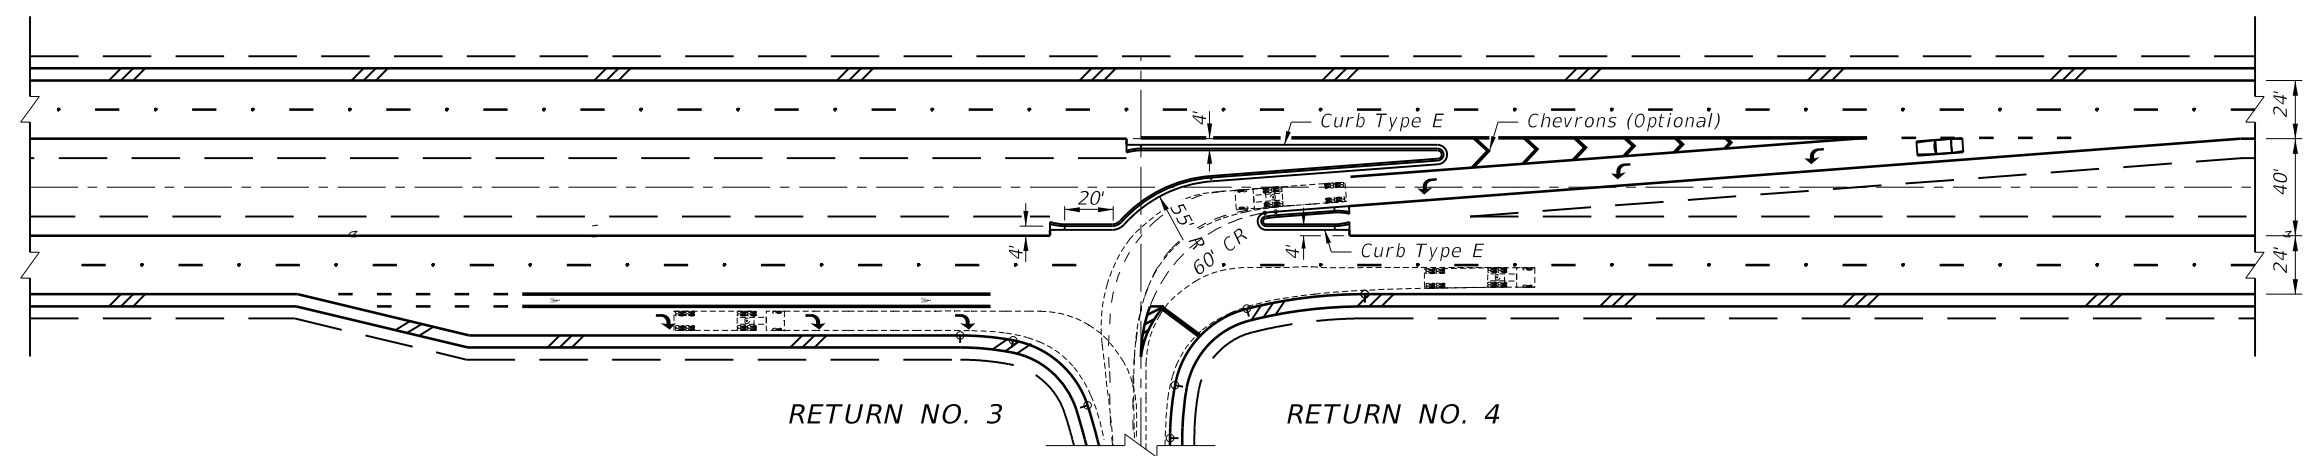 4'
Curb Type E
Chevrons (Optional)
24'
20'
55' R
40'
4'
60' CR
4'
Curb Type E
24'
RETURN NO. 3
RETURN NO. 4